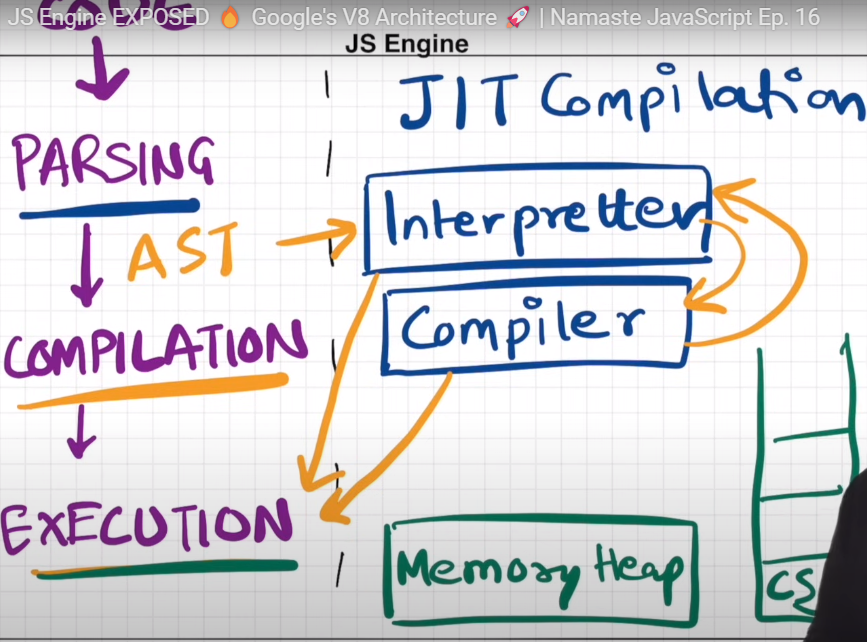 JS Engine EXPOSED 🔥 Google's V8 Architecture 🚀 | Namaste JavaScript Ep. 16
CODE
JS Engine
JIT Compilation
PARSING
Interpretter
AST
Compiler
COMPILATION
EXECUTION
Memory Heap
CS